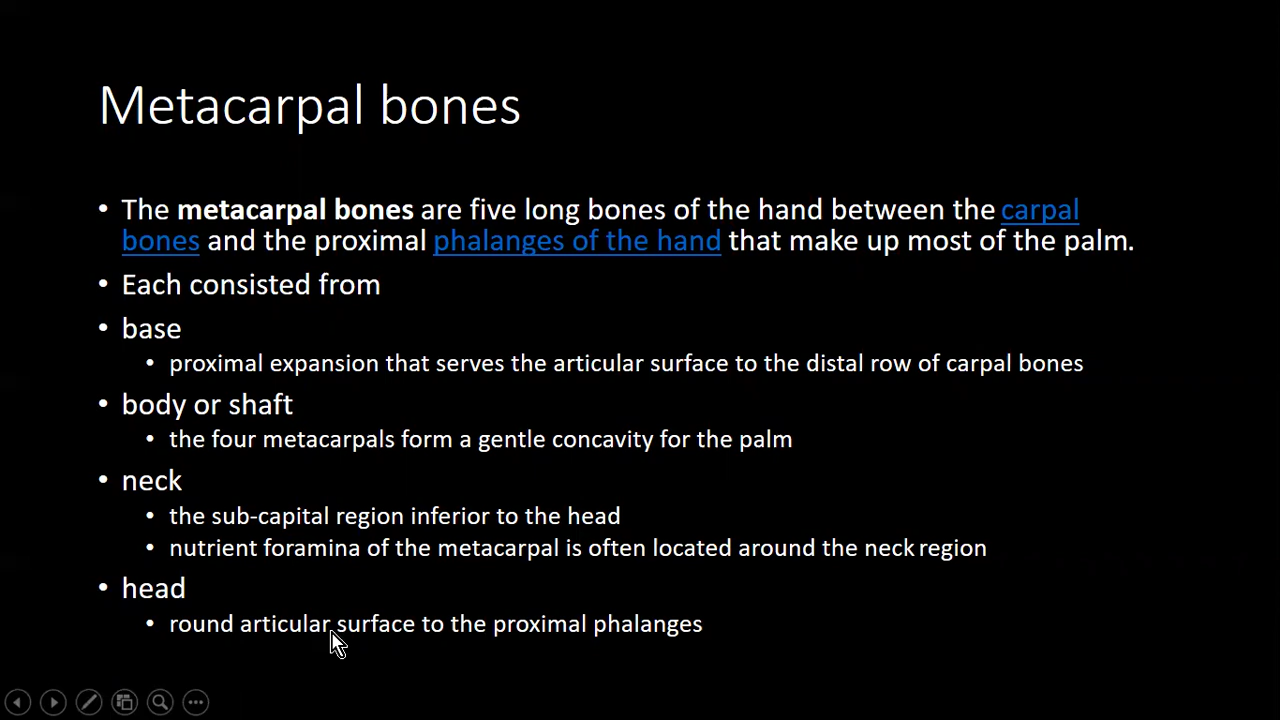 Metacarpal bones
• The metacarpal bones are five long bones of the hand between the carpal
bones and the proximal phalanges of the hand that make up most of the palm.
• Each consisted from
• base
• proximal expansion that serves the articular surface to the distal row of carpal bones
• body or shaft
• the four metacarpals form a gentle concavity for the palm
• neck
• the sub-capital region inferior to the head
• nutrient foramina of the metacarpal is often located around the neck region
• head
• round articular surface to the proximal phalanges